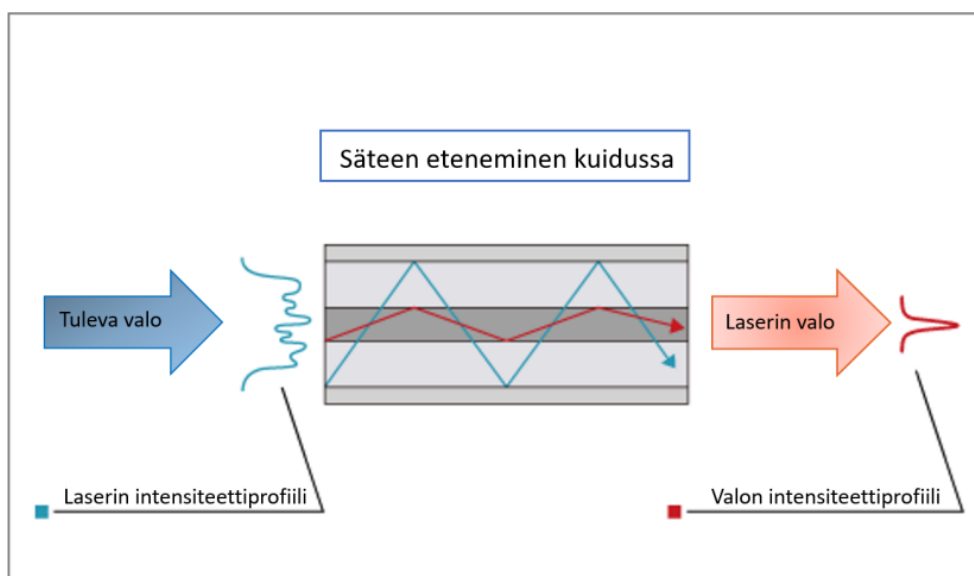 Säteen eteneminen kuidussa
Tuleva valo
Laserin valo
Laserin intensiteettiprofiili
Valon intensiteettiprofiili